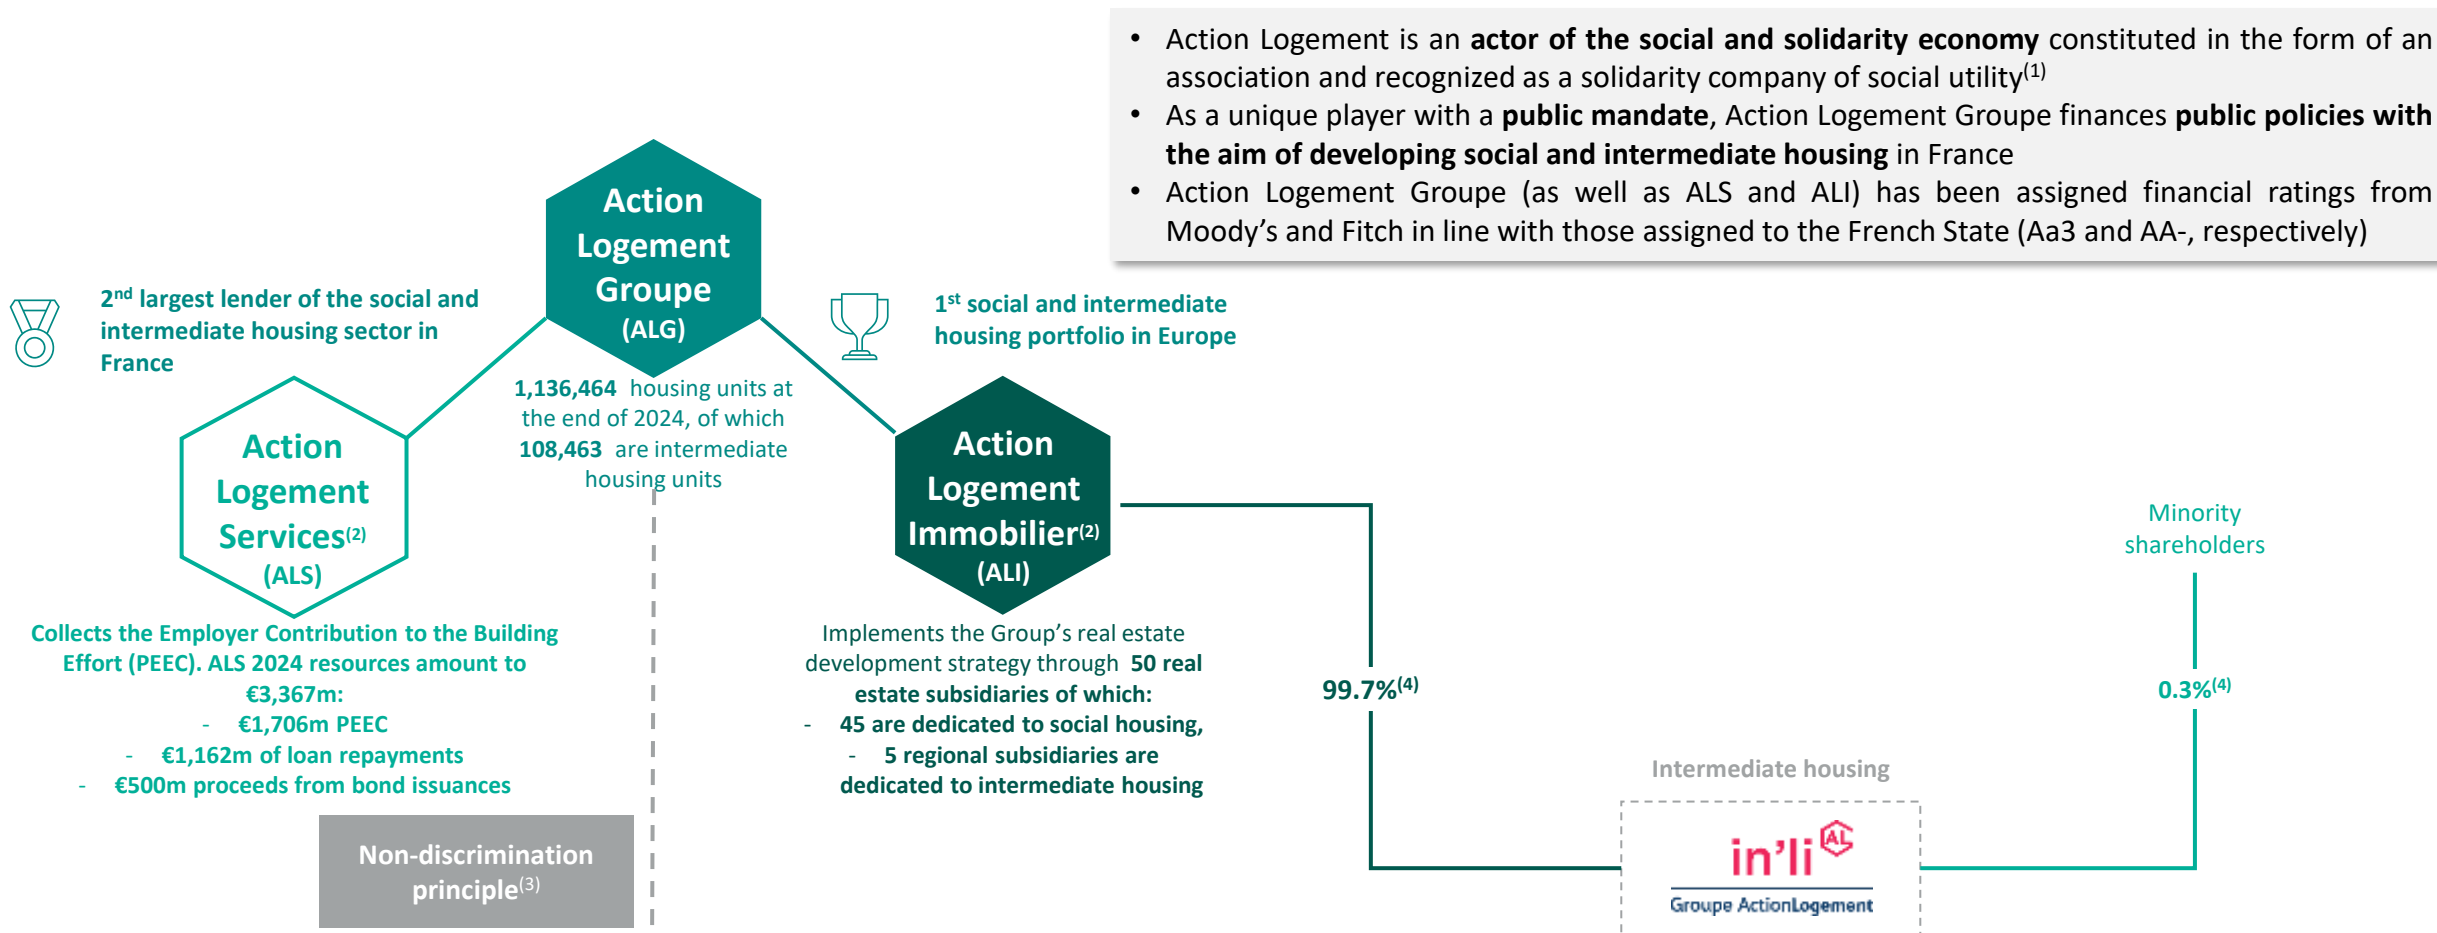 • Action Logement is an actor of the social and solidarity economy constituted in the form of an
association and recognized as a solidarity company of social utility(1)
• As a unique player with a public mandate, Action Logement Groupe finances public policies with
the aim of developing social and intermediate housing in France
• Action Logement Groupe (as well as ALS and ALI) has been assigned financial ratings from
Moody's and Fitch in line with those assigned to the French State (Aa3 and AA-, respectively)
Action
Logement
Groupe
(ALG)
2nd largest lender of the social and
intermediate housing sector in
France
1st social and intermediate
housing portfolio in Europe
1,136,464 housing units at
the end of 2024, of which
108,463 are intermediate
housing units
Action
Logement
Services(2)
(ALS)
Action
Logement
Immobilier(2)
(ALI)
Minority
shareholders
Collects the Employer Contribution to the Building
Effort (PEEC). ALS 2024 resources amount to
€3,367m:
- €1,706m PEEC
- €1,162m of loan repayments
- €500m proceeds from bond issuances
Implements the Group's real estate
development strategy through 50 real
estate subsidiaries of which:
- 45 are dedicated to social housing,
- 5 regional subsidiaries are
dedicated to intermediate housing
99.7%(4)
0.3%(4)
Intermediate housing
Non-discrimination
principle(3)
in'li AL
Groupe ActionLogement